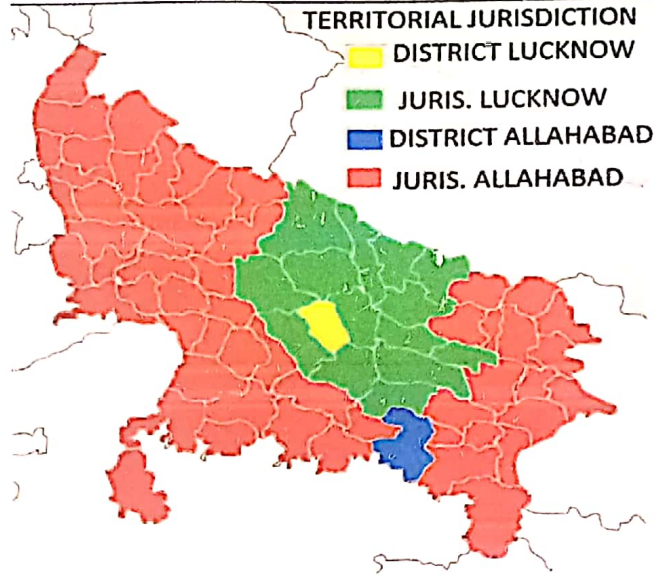 TERRITORIAL JURISDICTION
DISTRICT LUCKNOW
JURIS. LUCKNOW
DISTRICT ALLAHABAD
JURIS. ALLAHABAD